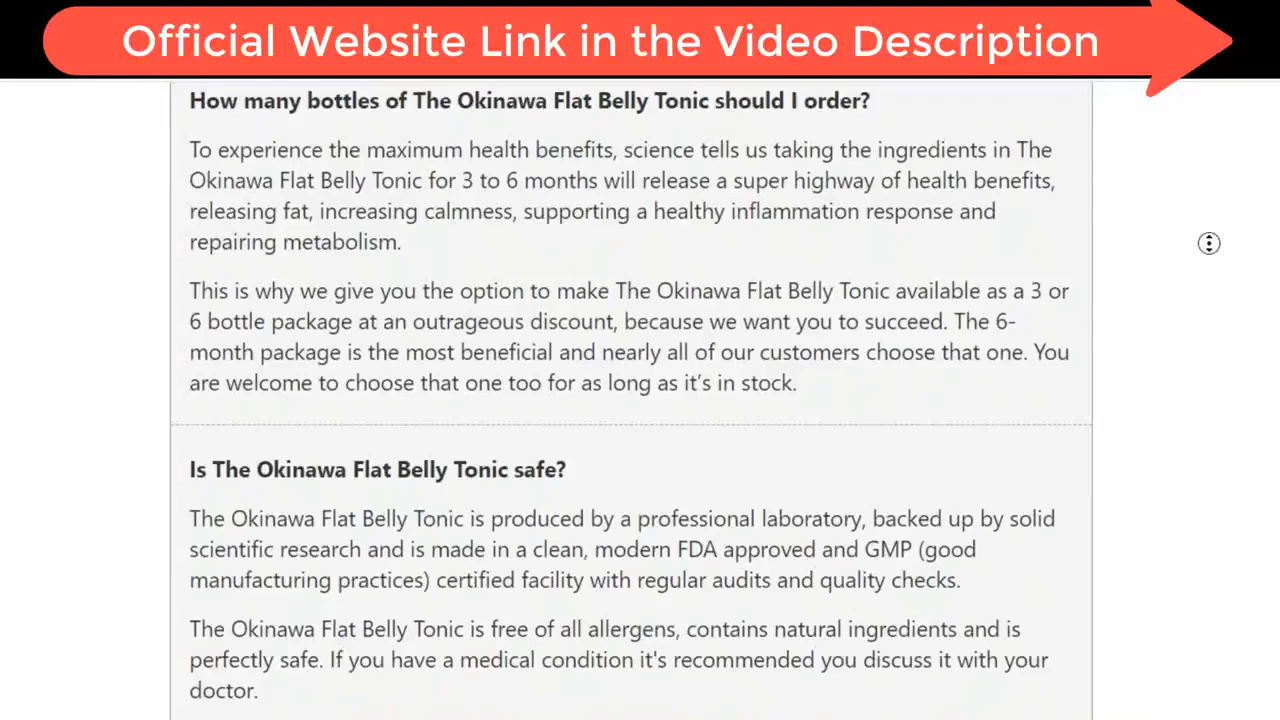 Official Website Link in the Video Description
How many bottles of The Okinawa Flat Belly Tonic should I order?
To experience the maximum health benefits, science tells us taking the ingredients in The
Okinawa Flat Belly Tonic for 3 to 6 months will release a super highway of health benefits,
releasing fat, increasing calmness, supporting a healthy inflammation response and
repairing metabolism.
This is why we give you the option to make The Okinawa Flat Belly Tonic available as a 3 or
6 bottle package at an outrageous discount, because we want you to succeed. The 6-
month package is the most beneficial and nearly all of our customers choose that one. You
are welcome to choose that one too for as long as it's in stock.
Is The Okinawa Flat Belly Tonic safe?
The Okinawa Flat Belly Tonic is produced by a professional laboratory, backed up by solid
scientific research and is made in a clean, modern FDA approved and GMP (good
manufacturing practices) certified facility with regular audits and quality checks.
The Okinawa Flat Belly Tonic is free of all allergens, contains natural ingredients and is
perfectly safe. If you have a medical condition it's recommended you discuss it with your
doctor.